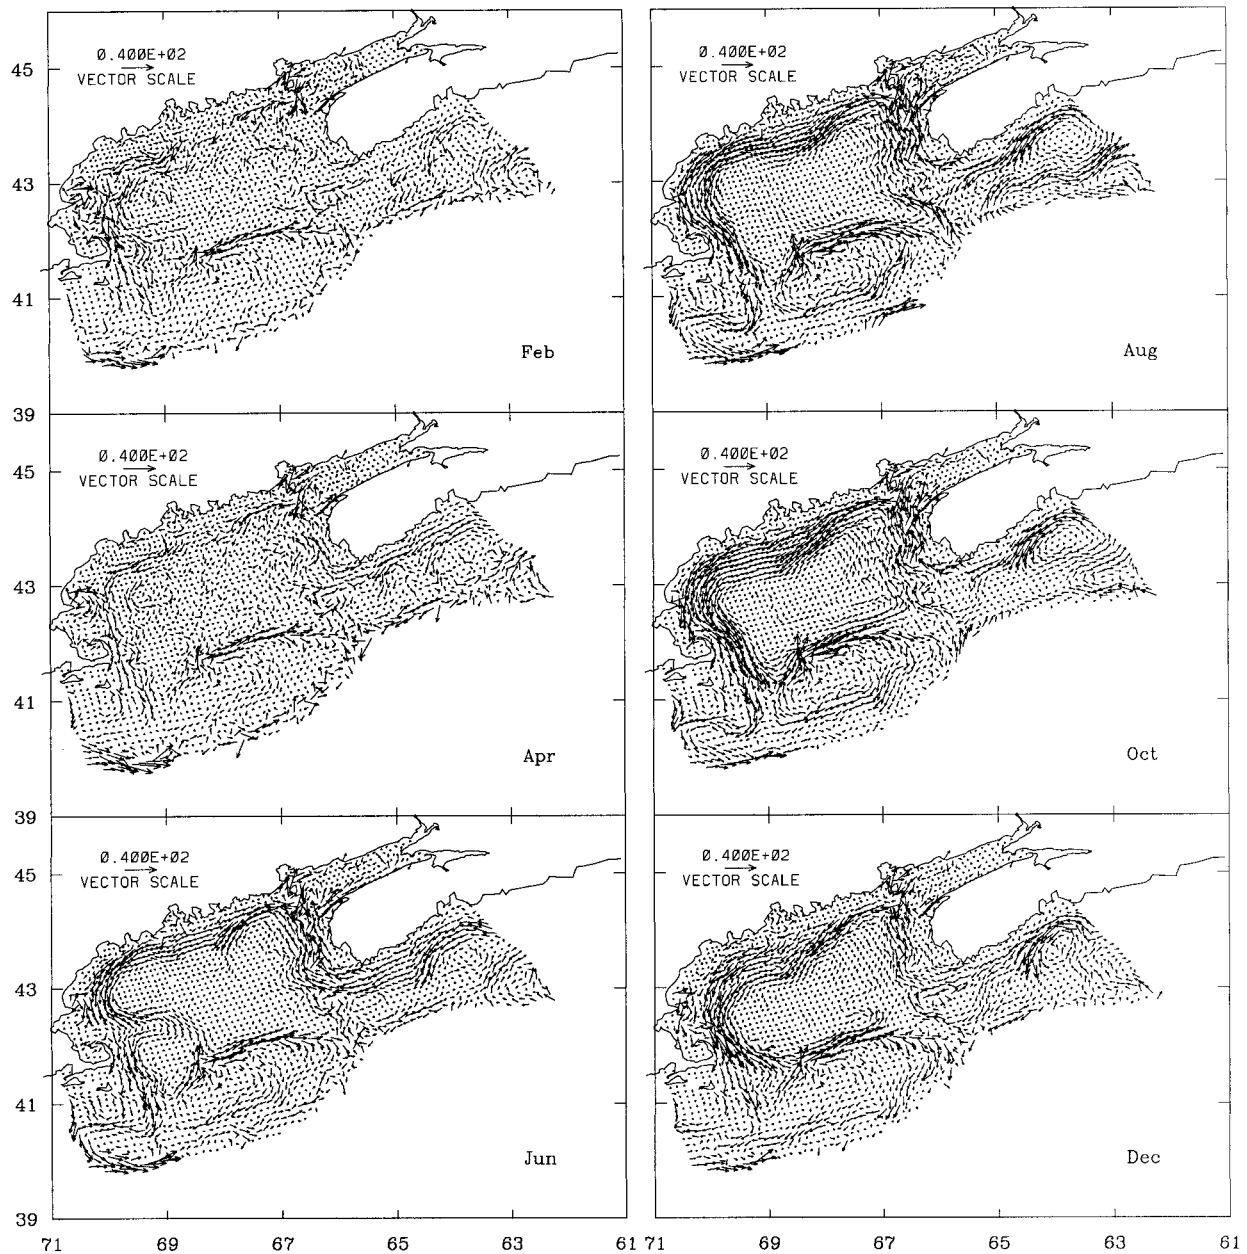 0.400E+02
VECTOR SCALE
45
43
41
Feb
0.400E+02
VECTOR SCALE
Aug
39
0.400E+02
VECTOR SCALE
45
43
41
Apr
0.400E+02
VECTOR SCALE
Oct
39
0.400E+02
VECTOR SCALE
45
43
41
Jun
39
71 69 67 65 63 61
0.400E+02
VECTOR SCALE
Dec
71 69 67 65 63 61